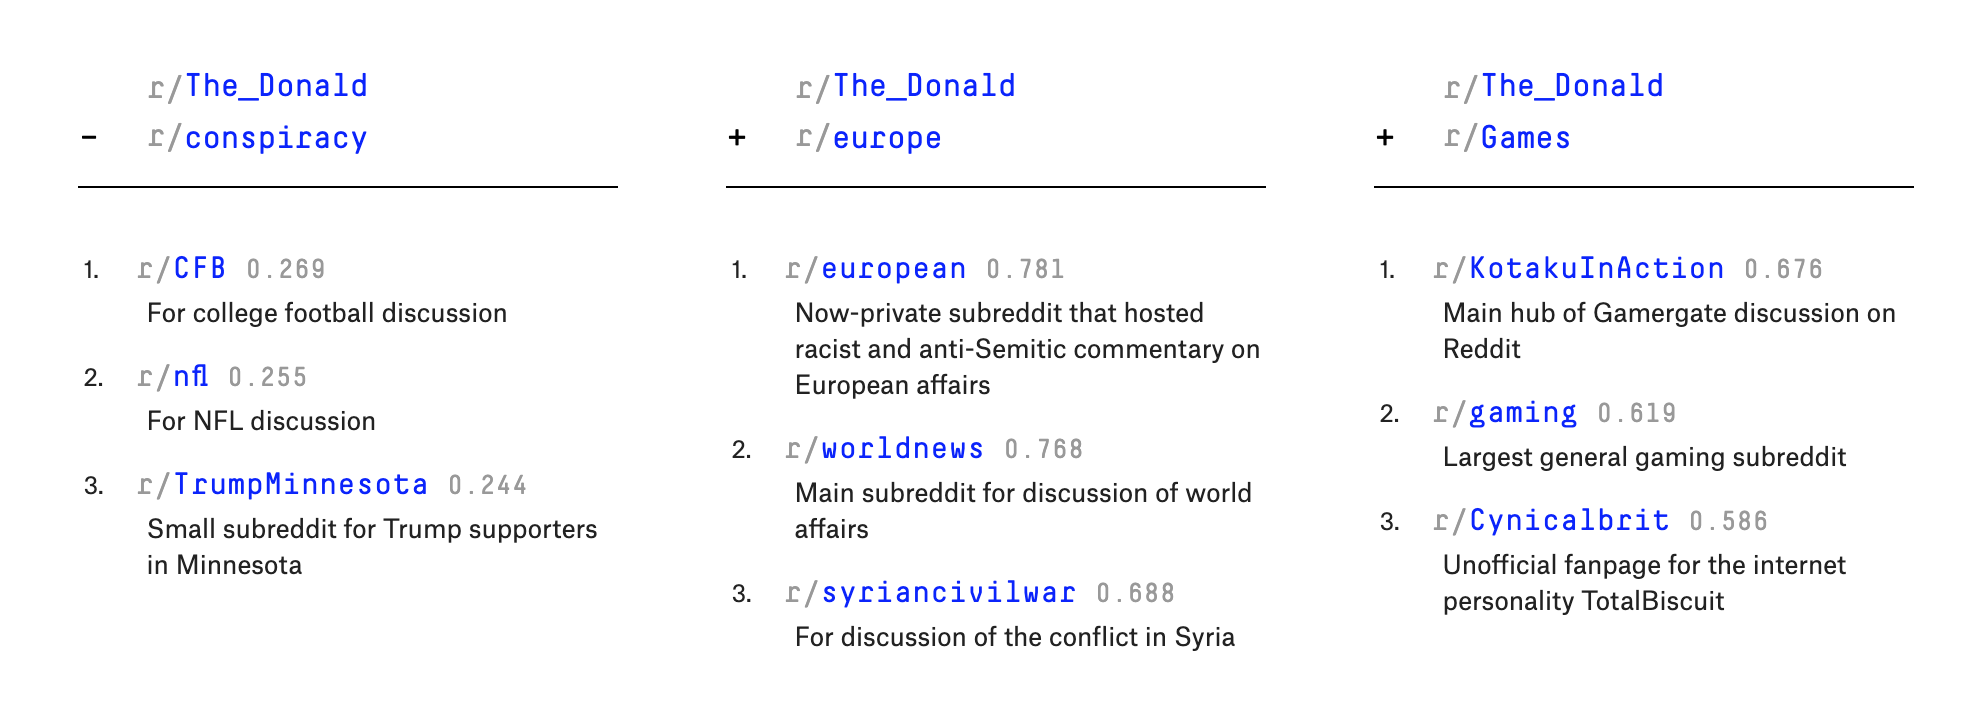 r/The_Donald
- r/conspiracy
1. r/CFB 0.269
For college football discussion
2. r/nfl 0.255
For NFL discussion
3. r/TrumpMinnesota 0.244
Small subreddit for Trump supporters
in Minnesota
r/The_Donald
+ r/europe
1. r/european 0.781
Now-private subreddit that hosted
racist and anti-Semitic commentary on
European affairs
2. r/worldnews 0.768
Main subreddit for discussion of world
affairs
3. r/syriancivilwar 0.688
For discussion of the conflict in Syria
r/The_Donald
+ r/Games
1. r/KotakuInAction 0.676
Main hub of Gamergate discussion on
Reddit
2. r/gaming 0.619
Largest general gaming subreddit
3. r/Cynicalbrit 0.586
Unofficial fanpage for the internet
personality TotalBiscuit